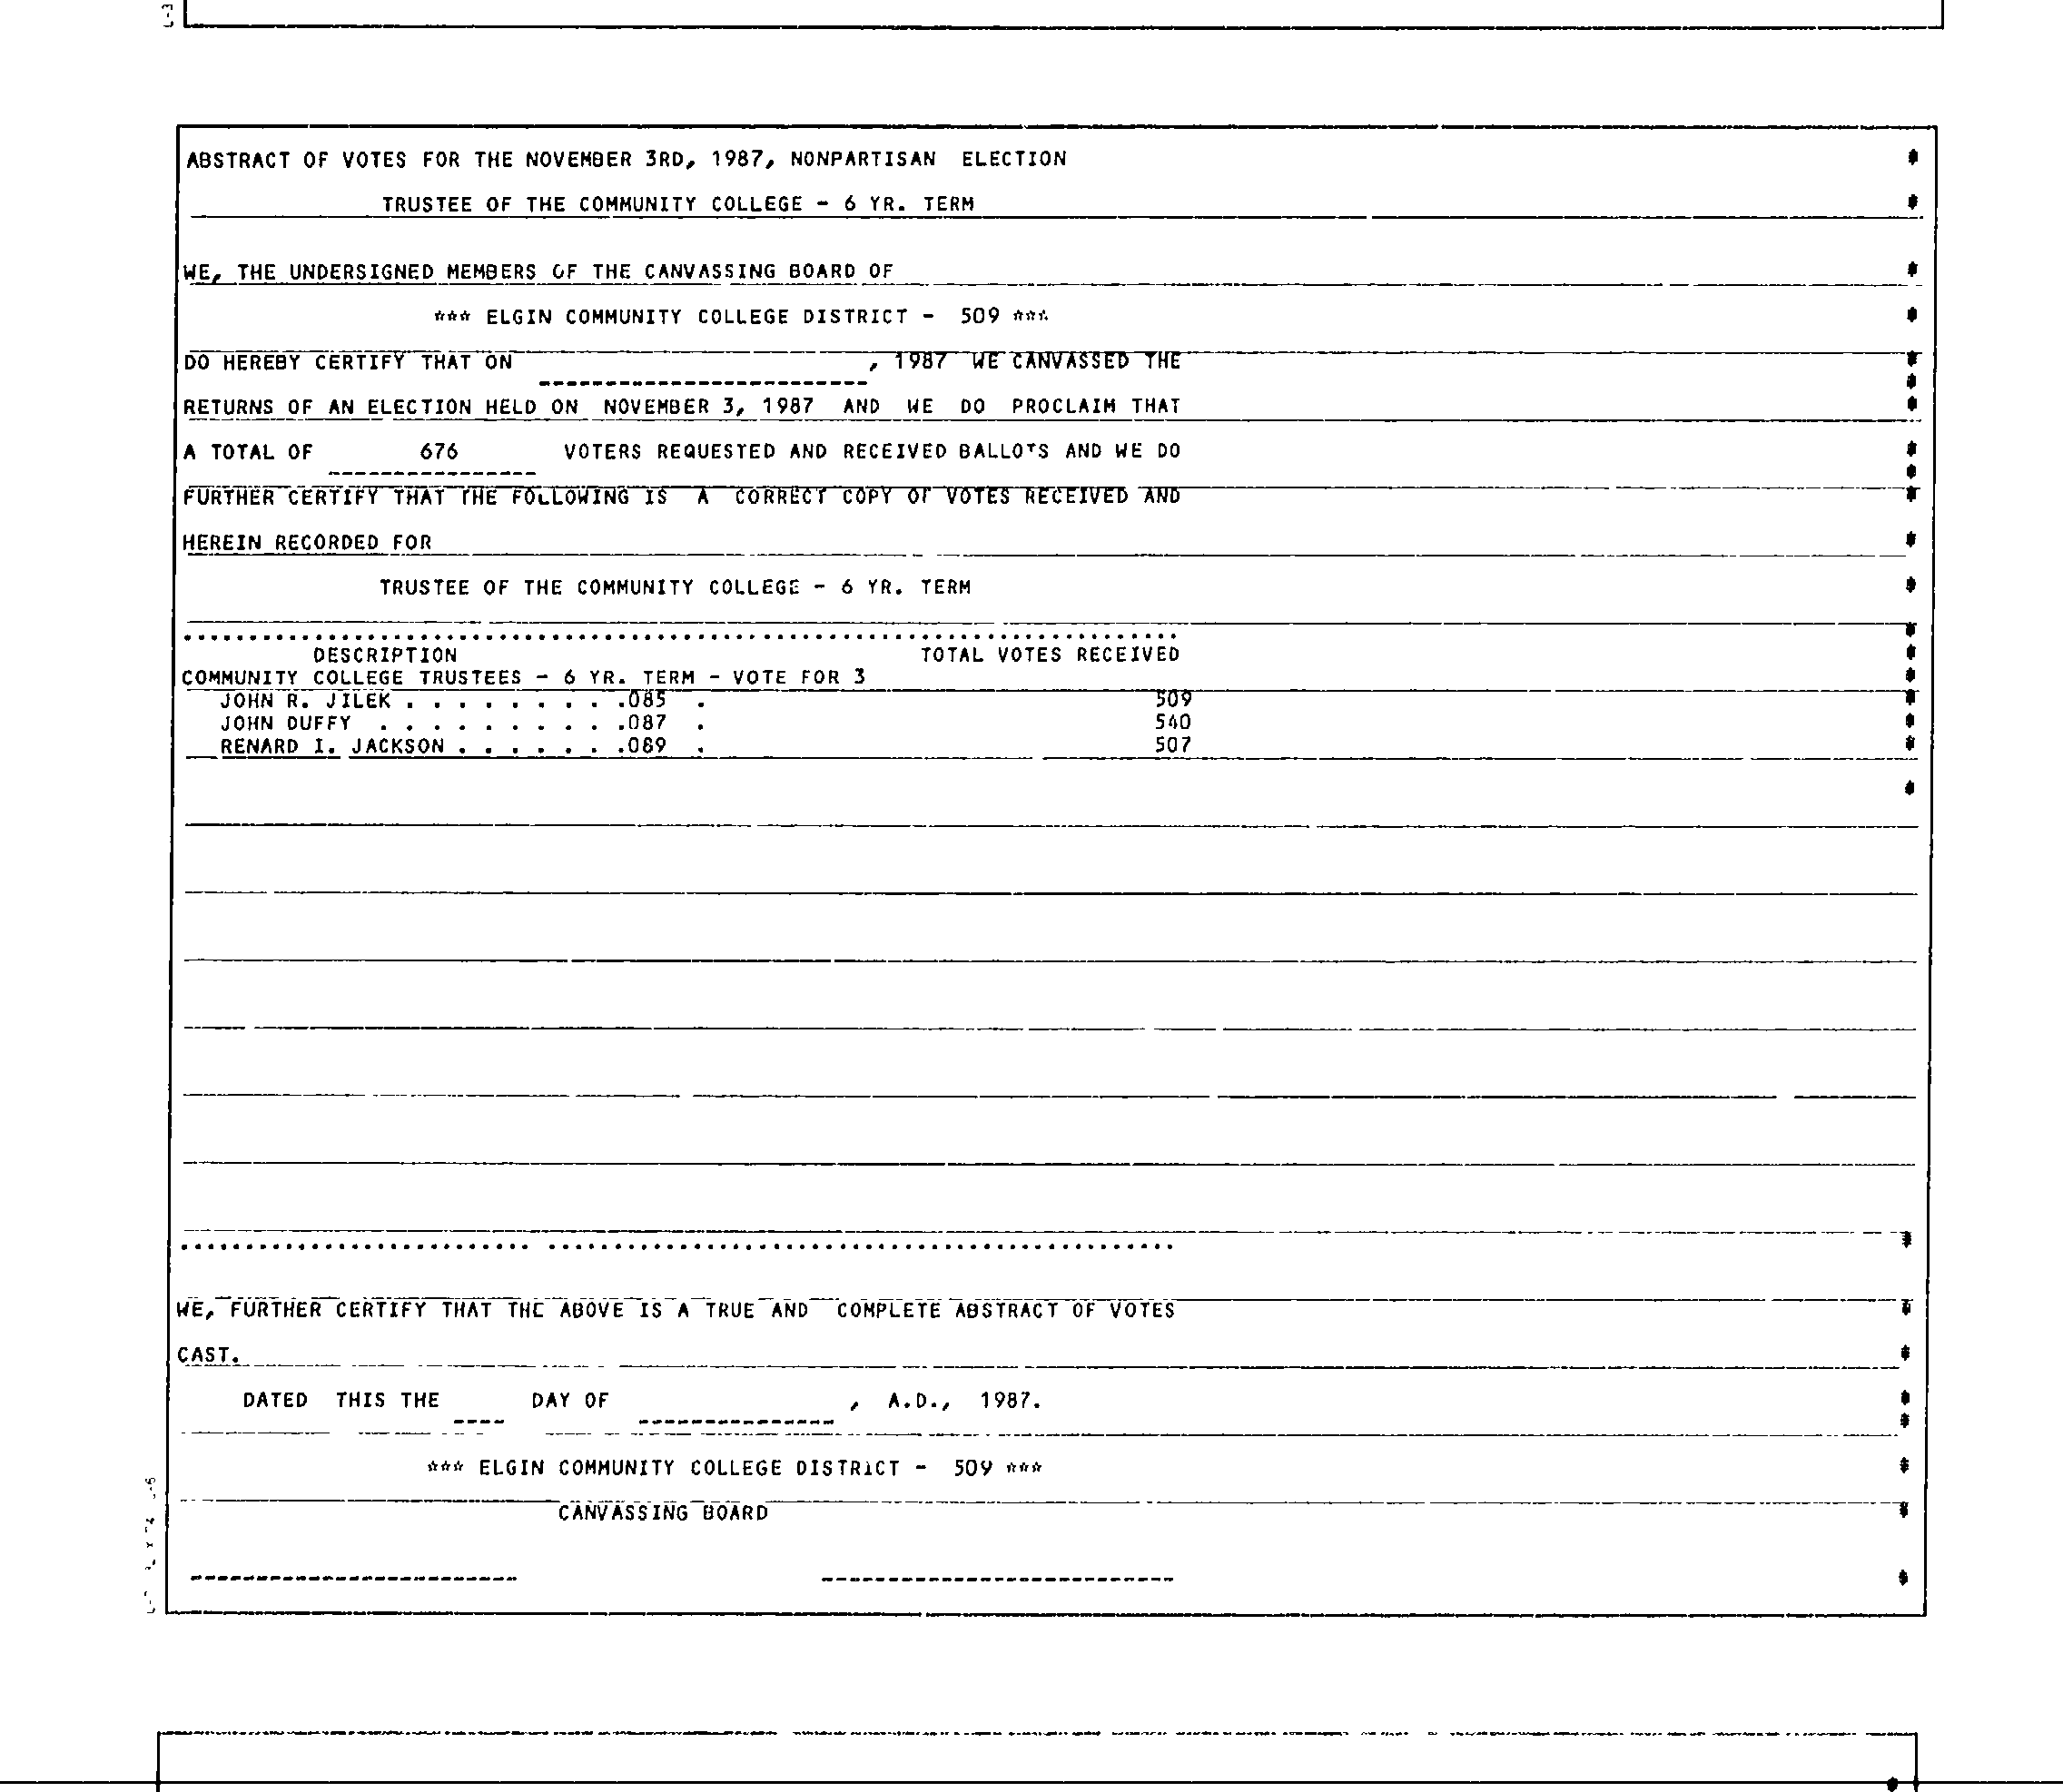 ABSTRACT OF VOTES FOR THE NOVEMBER 3RD, 1987, NONPARTISAN ELECTION
TRUSTEE OF THE COMMUNITY COLLEGE - 6 YR. TERM
WE, THE UNDERSIGNED MEMBERS OF THE CANVASSING BOARD OF
*** ELGIN COMMUNITY COLLEGE DISTRICT - 509 ***
DO HEREBY CERTIFY THAT ON , 1987 WE CANVASSED THE
RETURNS OF AN ELECTION HELD ON NOVEMBER 3, 1987 AND WE DO PROCLAIM THAT
A TOTAL OF 676 VOTERS REQUESTED AND RECEIVED BALLOTS AND WE DO
FURTHER CERTIFY THAT THE FOLLOWING IS A CORRECT COPY OF VOTES RECEIVED AND
HEREIN RECORDED FOR
TRUSTEE OF THE COMMUNITY COLLEGE - 6 YR. TERM
DESCRIPTION TOTAL VOTES RECEIVED
COMMUNITY COLLEGE TRUSTEES - 6 YR. TERM - VOTE FOR 3
JOHN R. JILEK . . . . . . . . .085 . 509
JOHN DUFFY . . . . . . . . . .087 . 540
RENARD I. JACKSON . . . . . . .089 . 507
WE, FURTHER CERTIFY THAT THE ABOVE IS A TRUE AND COMPLETE ABSTRACT OF VOTES
CAST.
DATED THIS THE ---- DAY OF --------------- , A.D., 1987.
*** ELGIN COMMUNITY COLLEGE DISTRICT - 509 ***
CANVASSING BOARD